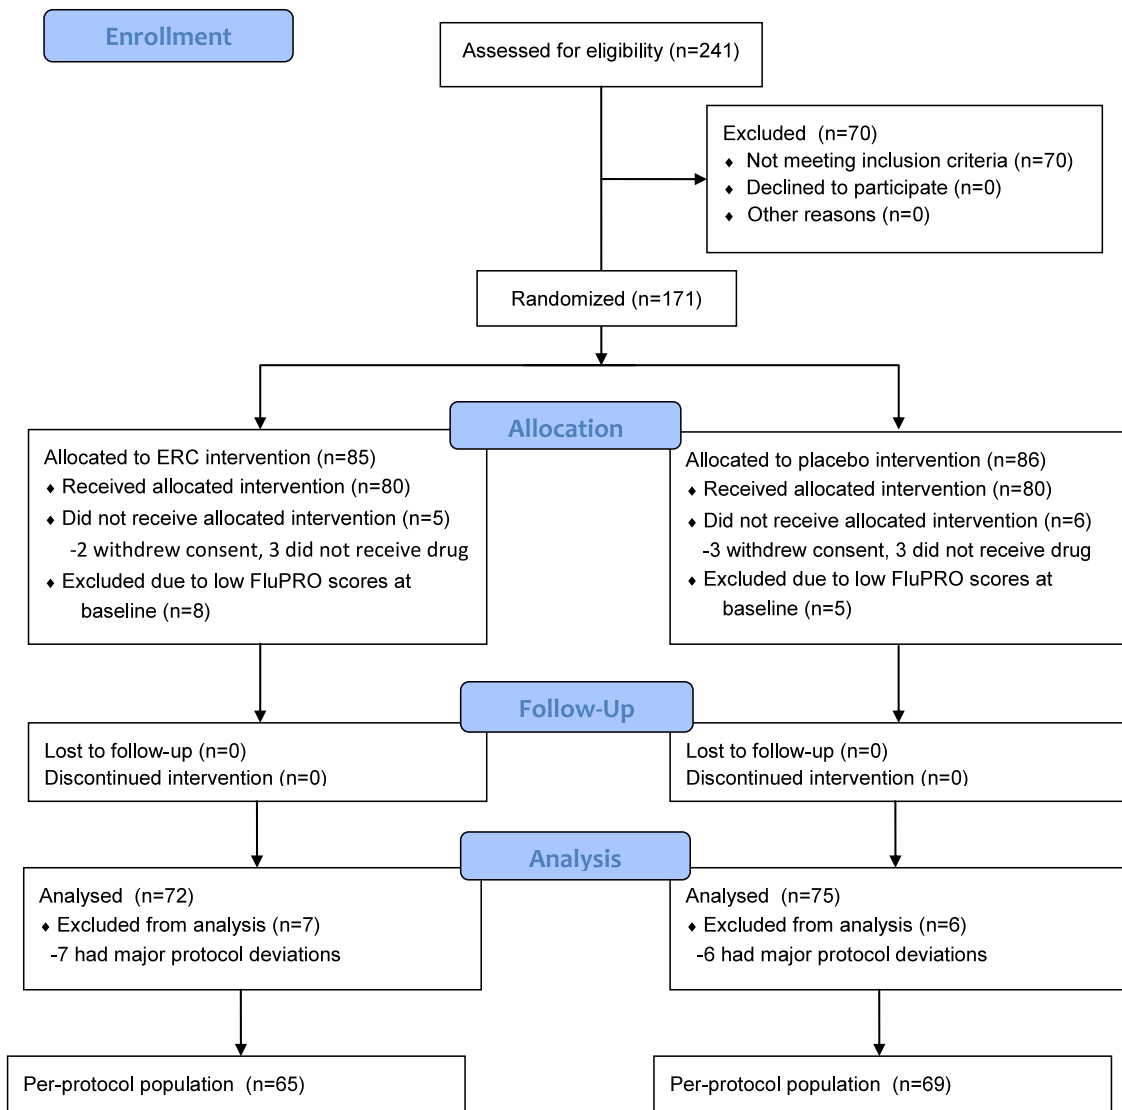 Enrollment
Assessed for eligibility (n=241)
Excluded (n=70)
♦ Not meeting inclusion criteria (n=70)
♦ Declined to participate (n=0)
♦ Other reasons (n=0)
Randomized (n=171)
Allocation
Allocated to ERC intervention (n=85)
♦ Received allocated intervention (n=80)
♦ Did not receive allocated intervention (n=5)
-2 withdrew consent, 3 did not receive drug
♦ Excluded due to low FluPRO scores at
baseline (n=8)
Allocated to placebo intervention (n=86)
♦ Received allocated intervention (n=80)
♦ Did not receive allocated intervention (n=6)
-3 withdrew consent, 3 did not receive drug
♦ Excluded due to low FluPRO scores at
baseline (n=5)
Follow-Up
Lost to follow-up (n=0)
Discontinued intervention (n=0)
Lost to follow-up (n=0)
Discontinued intervention (n=0)
Analysis
Analysed (n=72)
♦ Excluded from analysis (n=7)
-7 had major protocol deviations
Analysed (n=75)
♦ Excluded from analysis (n=6)
-6 had major protocol deviations
Per-protocol population (n=65)
Per-protocol population (n=69)